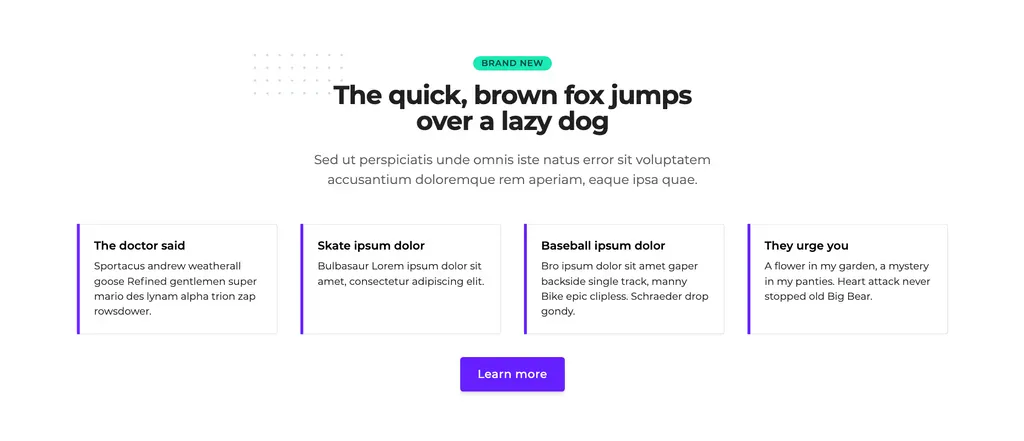 BRAND NEW
The quick, brown fox jumps
over a lazy dog
Sed ut perspiciatis unde omnis iste natus error sit voluptatem
accusantium doloremque rem aperiam, eaque ipsa quae.
The doctor said
Sportacus andrew weatherall
goose Refined gentlemen super
mario des lynam alpha trion zap
rowsdower.
Skate ipsum dolor
Bulbasaur Lorem ipsum dolor sit
amet, consectetur adipiscing elit.
Baseball ipsum dolor
Bro ipsum dolor sit amet gaper
backside single track, manny
Bike epic clipless. Schraeder drop
gondy.
They urge you
A flower in my garden, a mystery
in my panties. Heart attack never
stopped old Big Bear.
Learn more